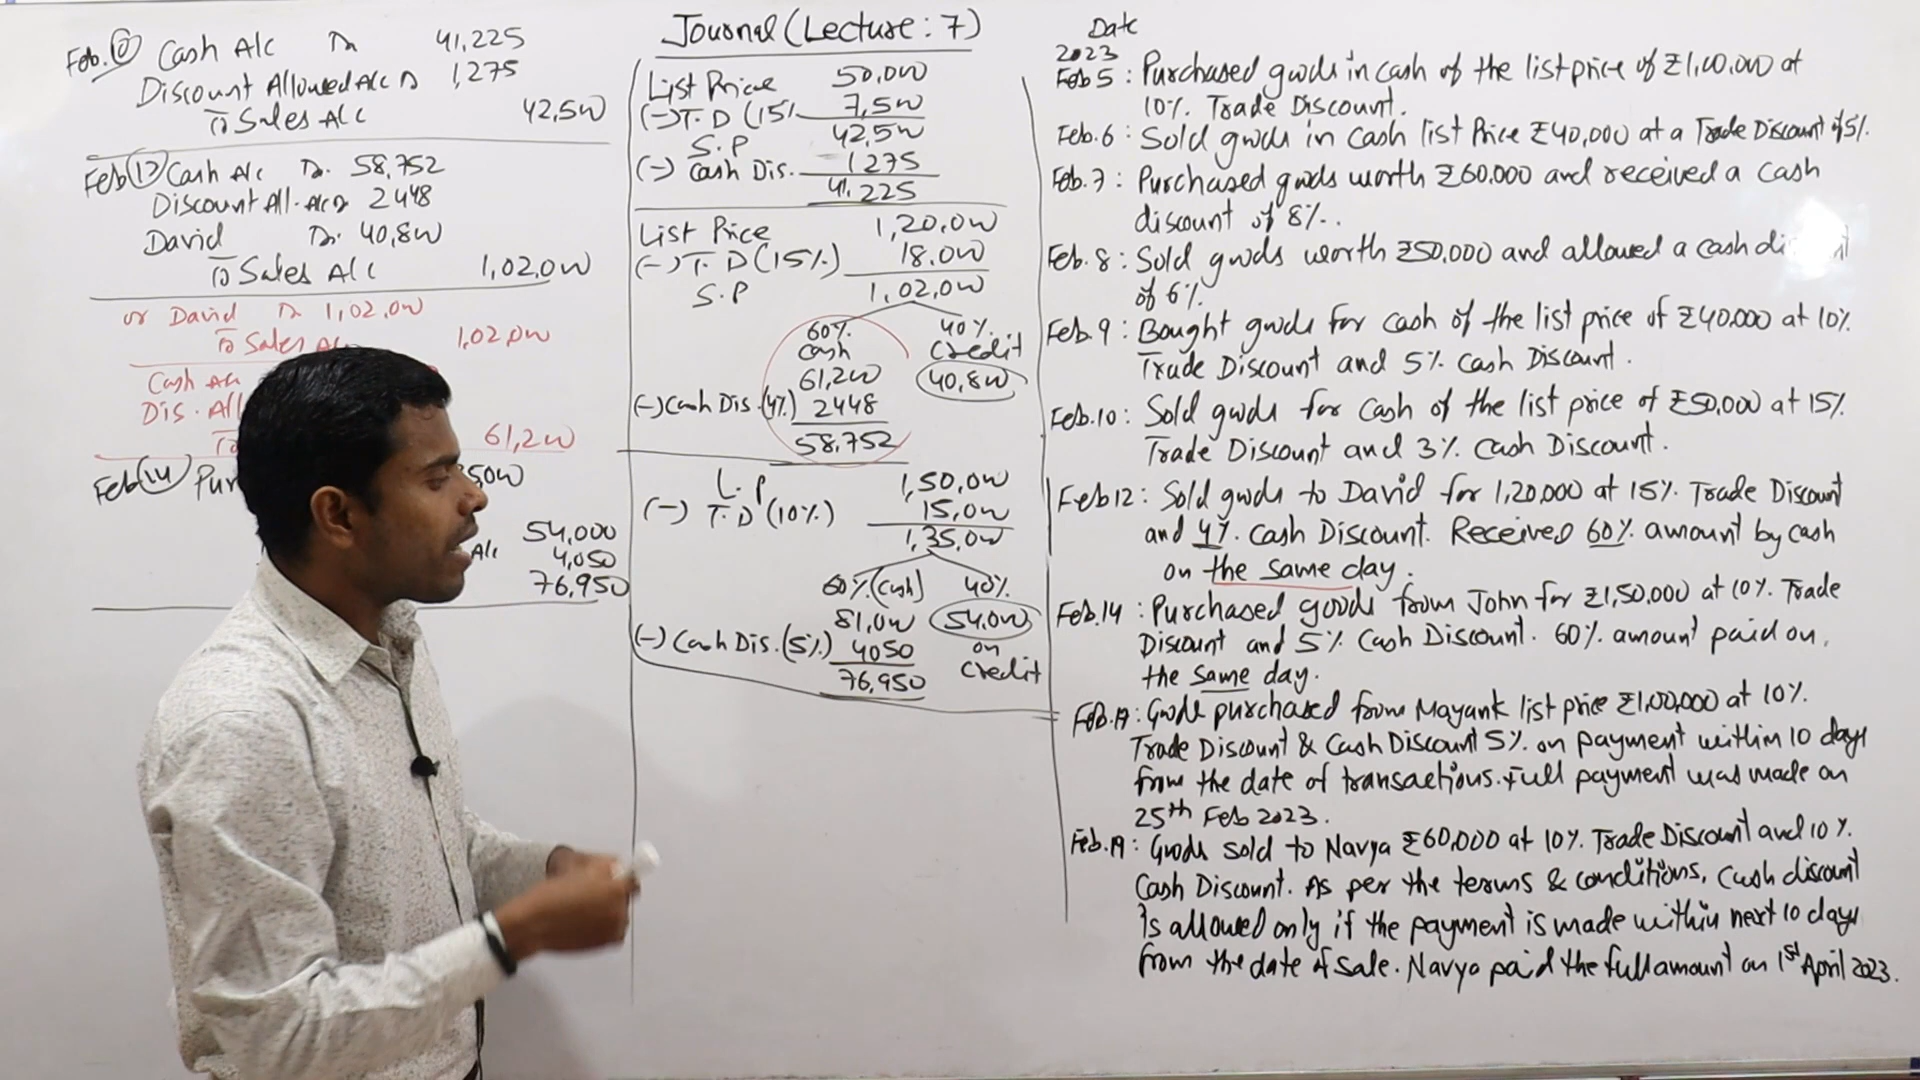 Journal (Lecture: 7)
Feb. 10 Cash A/c Dr 41,225
Discount Allowed A/c Dr 1,275
To Sales A/c 42,500
Feb 12 Cash A/c Dr. 58,752
Discount All. A/c Dr 2448
David Dr. 40,800
To Sales A/c 1,02,000
or David Dr 1,02,000
To Sales A/c 1,02,000
Cash A/c
Dis. All
To 61,200
Feb 14 Pur
54,000
A/c 4,050
76,950
List Price 50,000
(-) T.D (15% 7,500
S.P 42,500
(-) Cash Dis. 1275
41,225
List Price 1,20,000
(-) T.D (15%) 18,000
S.P 1,02,000
60% 40%
Cash Credit
61,200 40,800
(-) Cash Dis. (4%) 2448
58,752
L.P 1,50,000
(-) T.D (10%) 15,000
1,35,000
60% (Cash) 40%
81,000 54,000
(-) Cash Dis. (5%) 4050 on
76,950 Credit
Date
2023
Feb 5 : Purchased goods in cash of the list price of ₹1,00,000 at
10% Trade Discount.
Feb. 6 : Sold goods in cash list Price ₹40,000 at a Trade Discount of 5%.
Feb. 7 : Purchased goods worth ₹60,000 and received a cash
discount of 8%..
Feb. 8 : Sold goods worth ₹50,000 and allowed a cash
of 6%.
Feb. 9 : Bought goods for cash of the list price of ₹40,000 at 10%
Trade Discount and 5% Cash Discount.
Feb. 10 : Sold goods for cash of the list price of ₹50,000 at 15%
Trade Discount and 3% Cash Discount.
Feb 12 : Sold goods to David for 1,20,000 at 15% Trade Discount
and 4% Cash Discount. Received 60% amount by cash
on the same day.
Feb. 14 : Purchased goods from John for ₹1,50,000 at 10% Trade
Discount and 5% Cash Discount. 60% amount paid on
the same day.
Feb. 17 : Goods purchased from Mayank list price ₹1,00,000 at 10%
Trade Discount & Cash Discount 5% on payment within 10 days
from the date of transactions. Full payment was made on
25th Feb 2023.
Feb. 19 : Goods sold to Navya ₹60,000 at 10% Trade Discount and 10%
Cash Discount. As per the terms & conditions, Cash discount
is allowed only if the payment is made within next 10 days
from the date of sale. Navya paid the full amount on 1st April 2023.